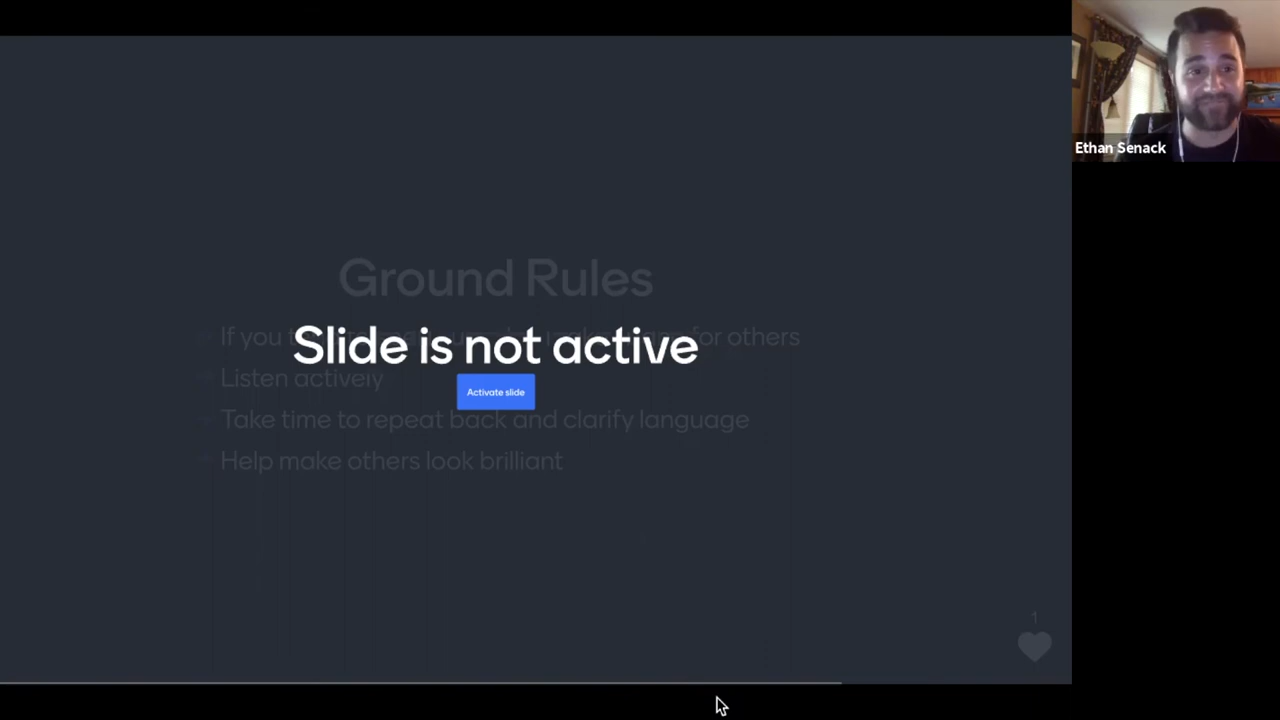 Ethan Senack
Ground Rules
If you t for others
Slide is not active
Listen actively
Activate slide
Take time to repeat back and clarify language
Help make others look brilliant
1